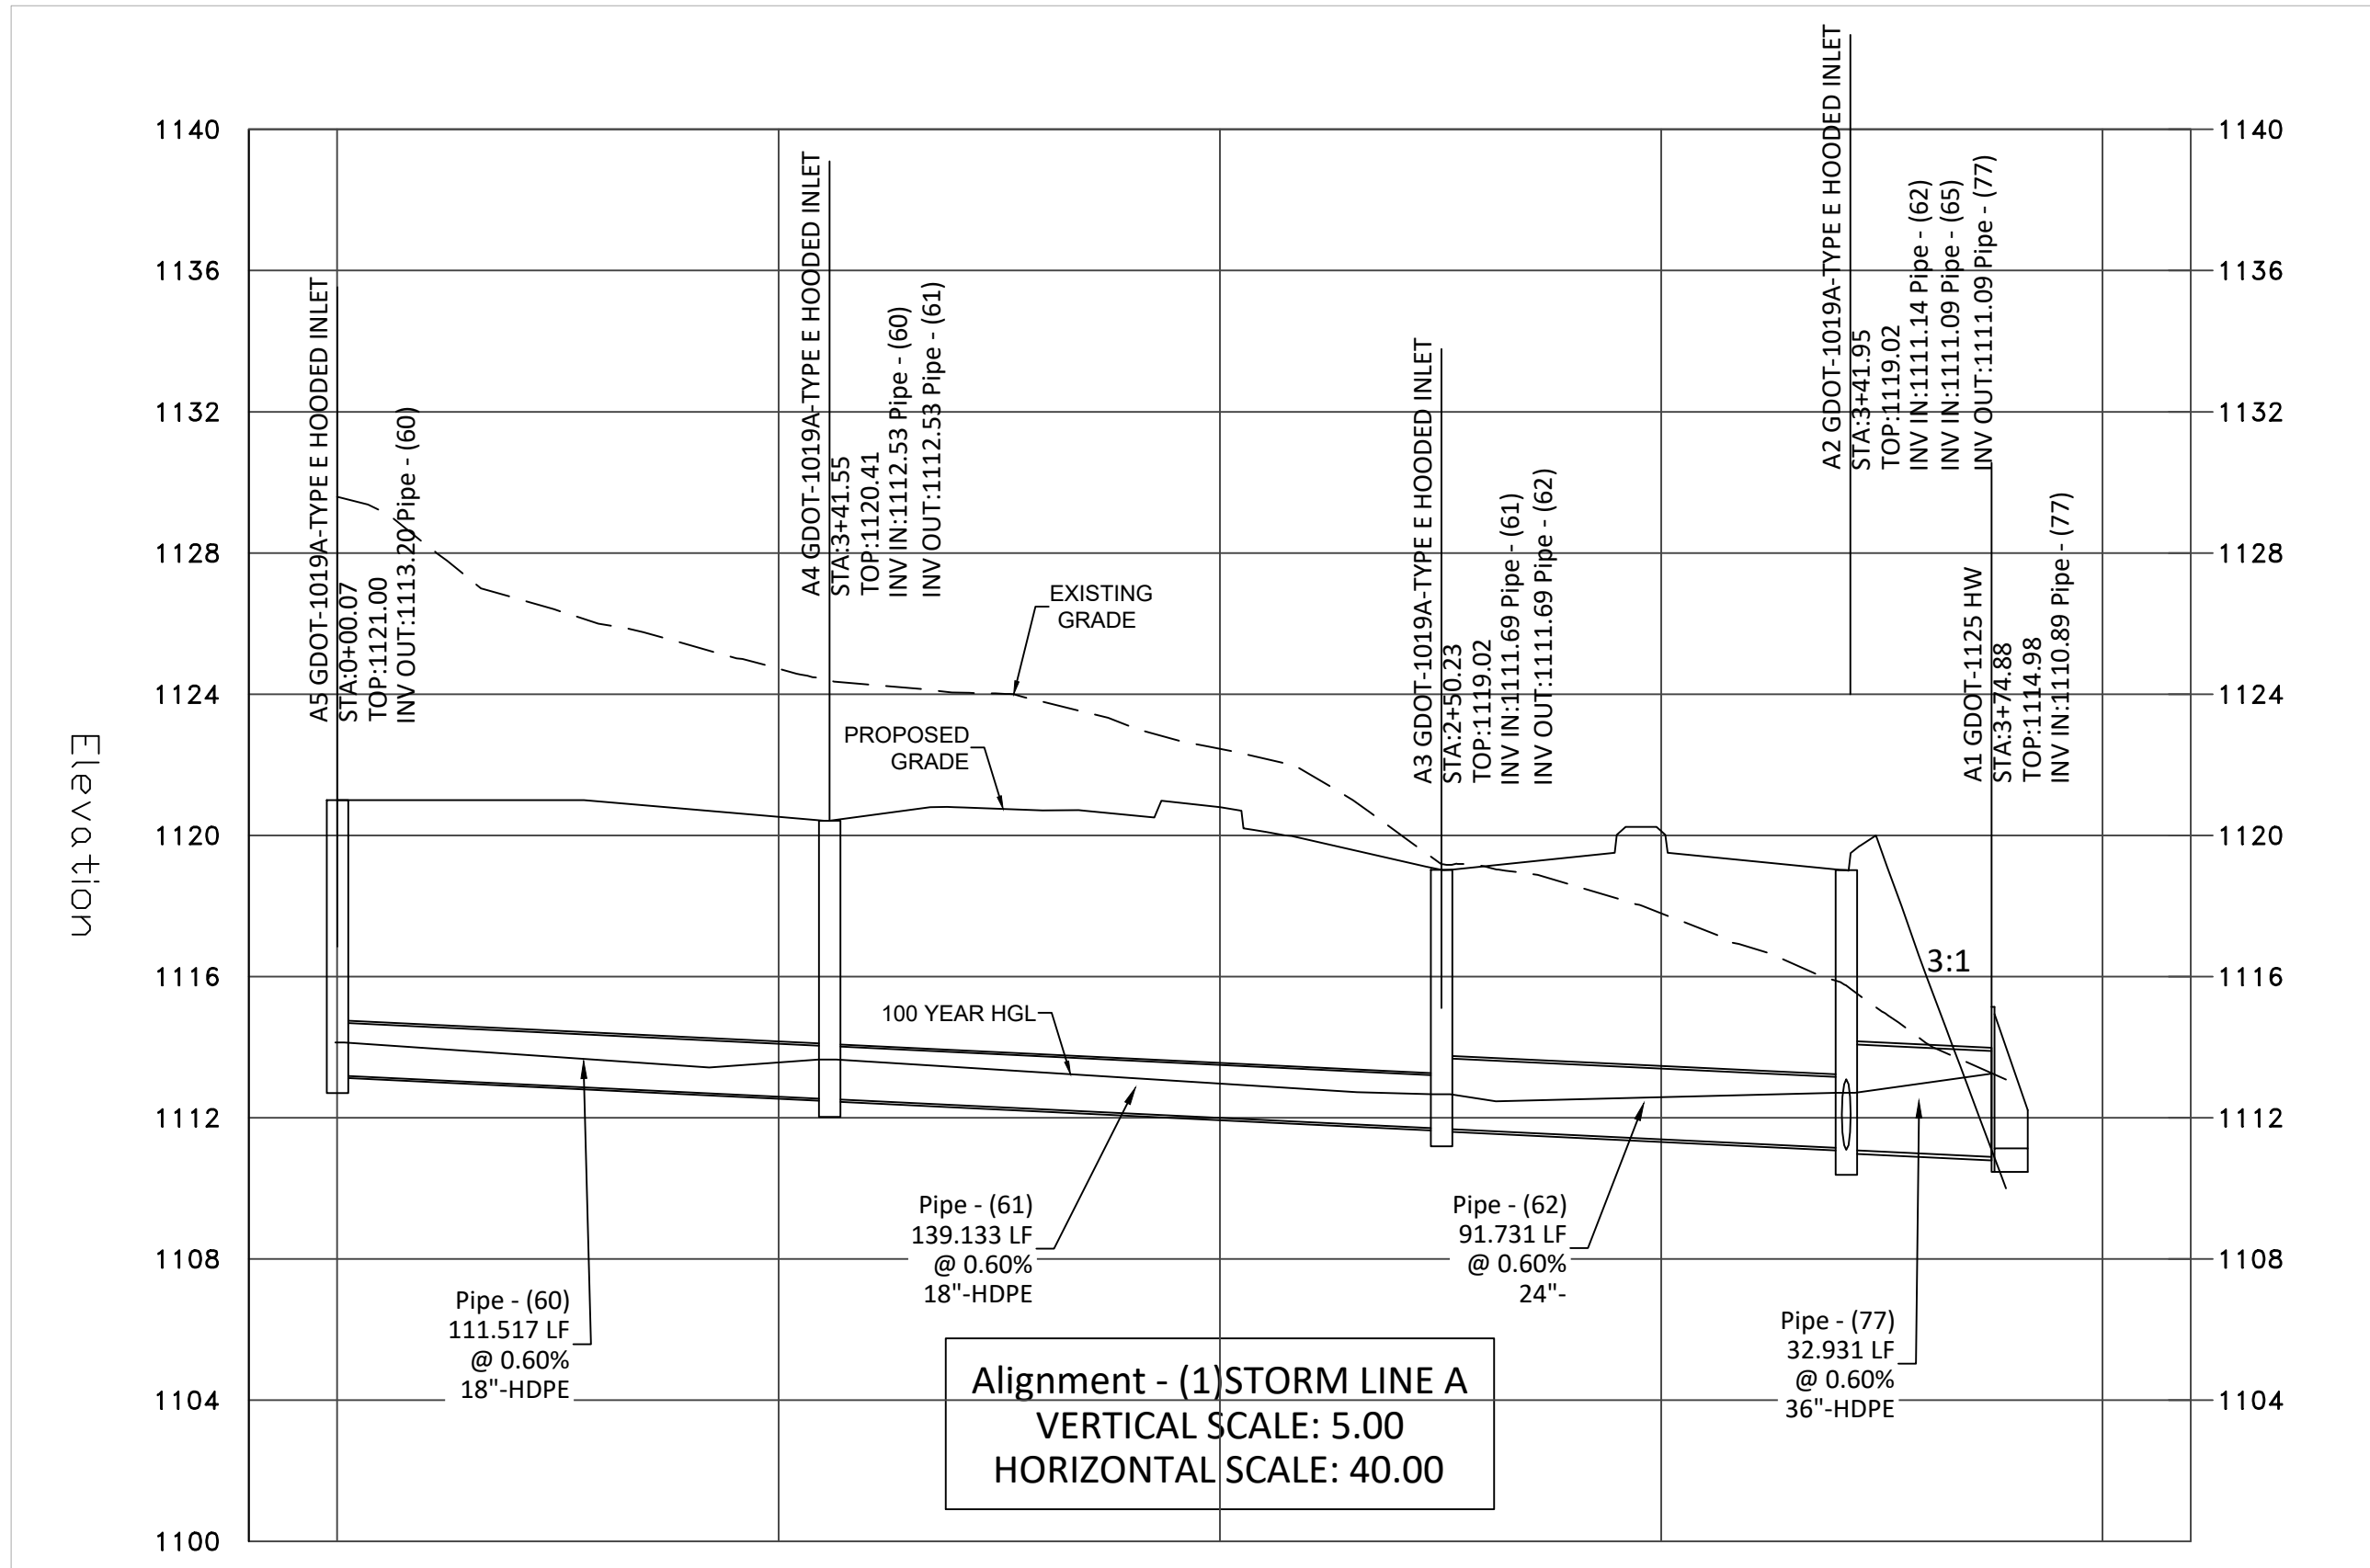 1140
1136
1132
1128
1124
1120
1116
1112
1108
1104
1100
Elevation
A5 GDOT-1019A-TYPE E HOODED INLET
STA:0+00.07
TOP:1121.00
INV OUT:1113.20 Pipe - (60)
A4 GDOT-1019A-TYPE E HOODED INLET
STA:3+41.55
TOP:1120.41
INV IN:1112.53 Pipe - (60)
INV OUT:1112.53 Pipe - (61)
EXISTING
GRADE
PROPOSED
GRADE
100 YEAR HGL
A3 GDOT-1019A-TYPE E HOODED INLET
STA:2+50.23
TOP:1119.02
INV IN:1111.69 Pipe - (61)
INV OUT:1111.69 Pipe - (62)
A2 GDOT-1019A-TYPE E HOODED INLET
STA:3+41.95
TOP:1119.02
INV IN:1111.14 Pipe - (62)
INV IN:1111.09 Pipe - (65)
INV OUT:1111.09 Pipe - (77)
A1 GDOT-1125 HW
STA:3+74.88
TOP:1114.98
INV IN:1110.89 Pipe - (77)
3:1
Pipe - (60)
111.517 LF
@ 0.60%
18"-HDPE
Pipe - (61)
139.133 LF
@ 0.60%
18"-HDPE
Pipe - (62)
91.731 LF
@ 0.60%
24"-
Pipe - (77)
32.931 LF
@ 0.60%
36"-HDPE
Alignment - (1)STORM LINE A
VERTICAL SCALE: 5.00
HORIZONTAL SCALE: 40.00
1140
1136
1132
1128
1124
1120
1116
1112
1108
1104